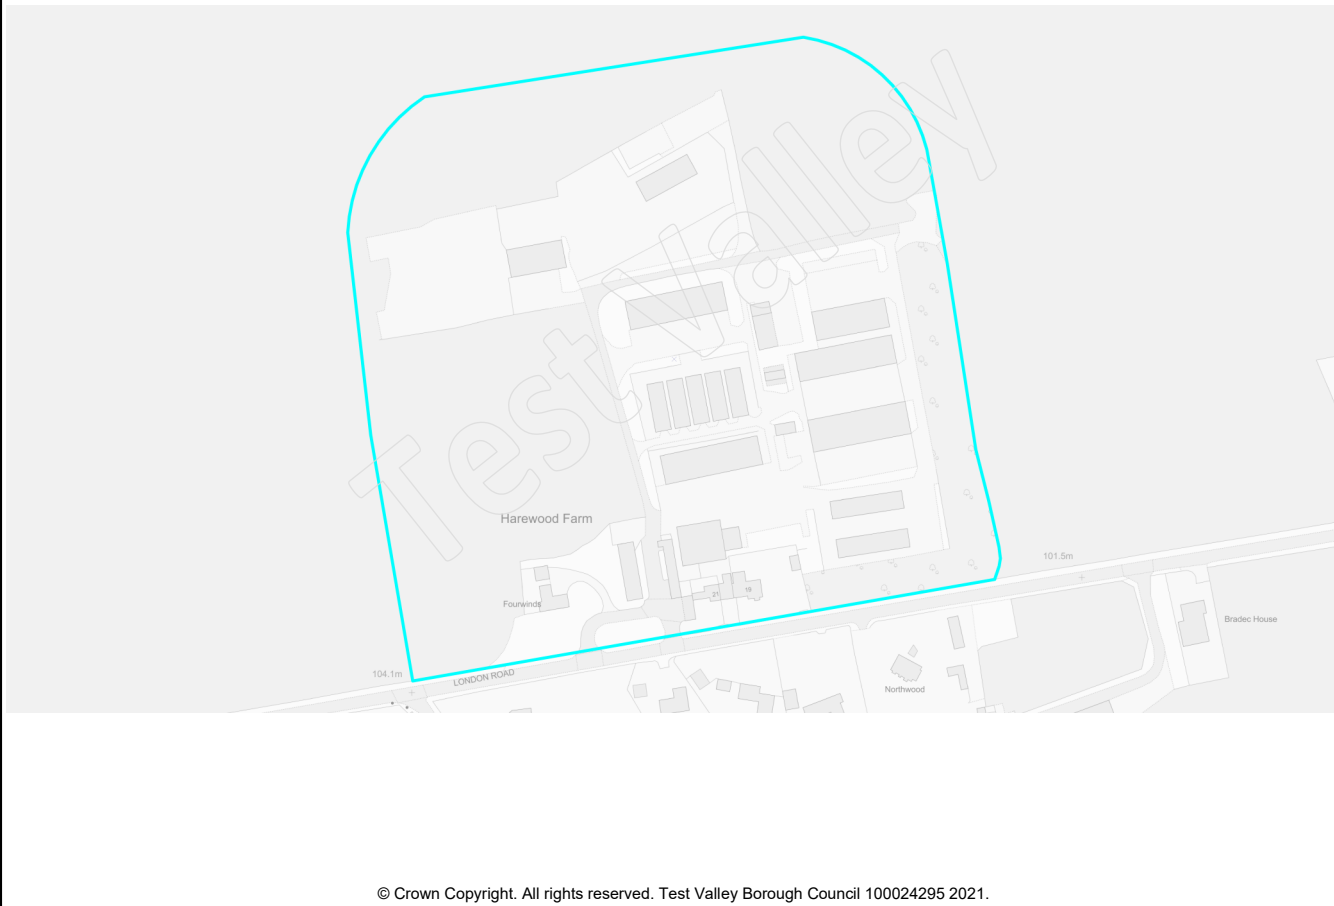 Test Valley
Harewood Farm
101.5m
Fourwinds
21
19
Bradec House
104.1m
LONDON ROAD
Northwood
© Crown Copyright. All rights reserved. Test Valley Borough Council 100024295 2021.